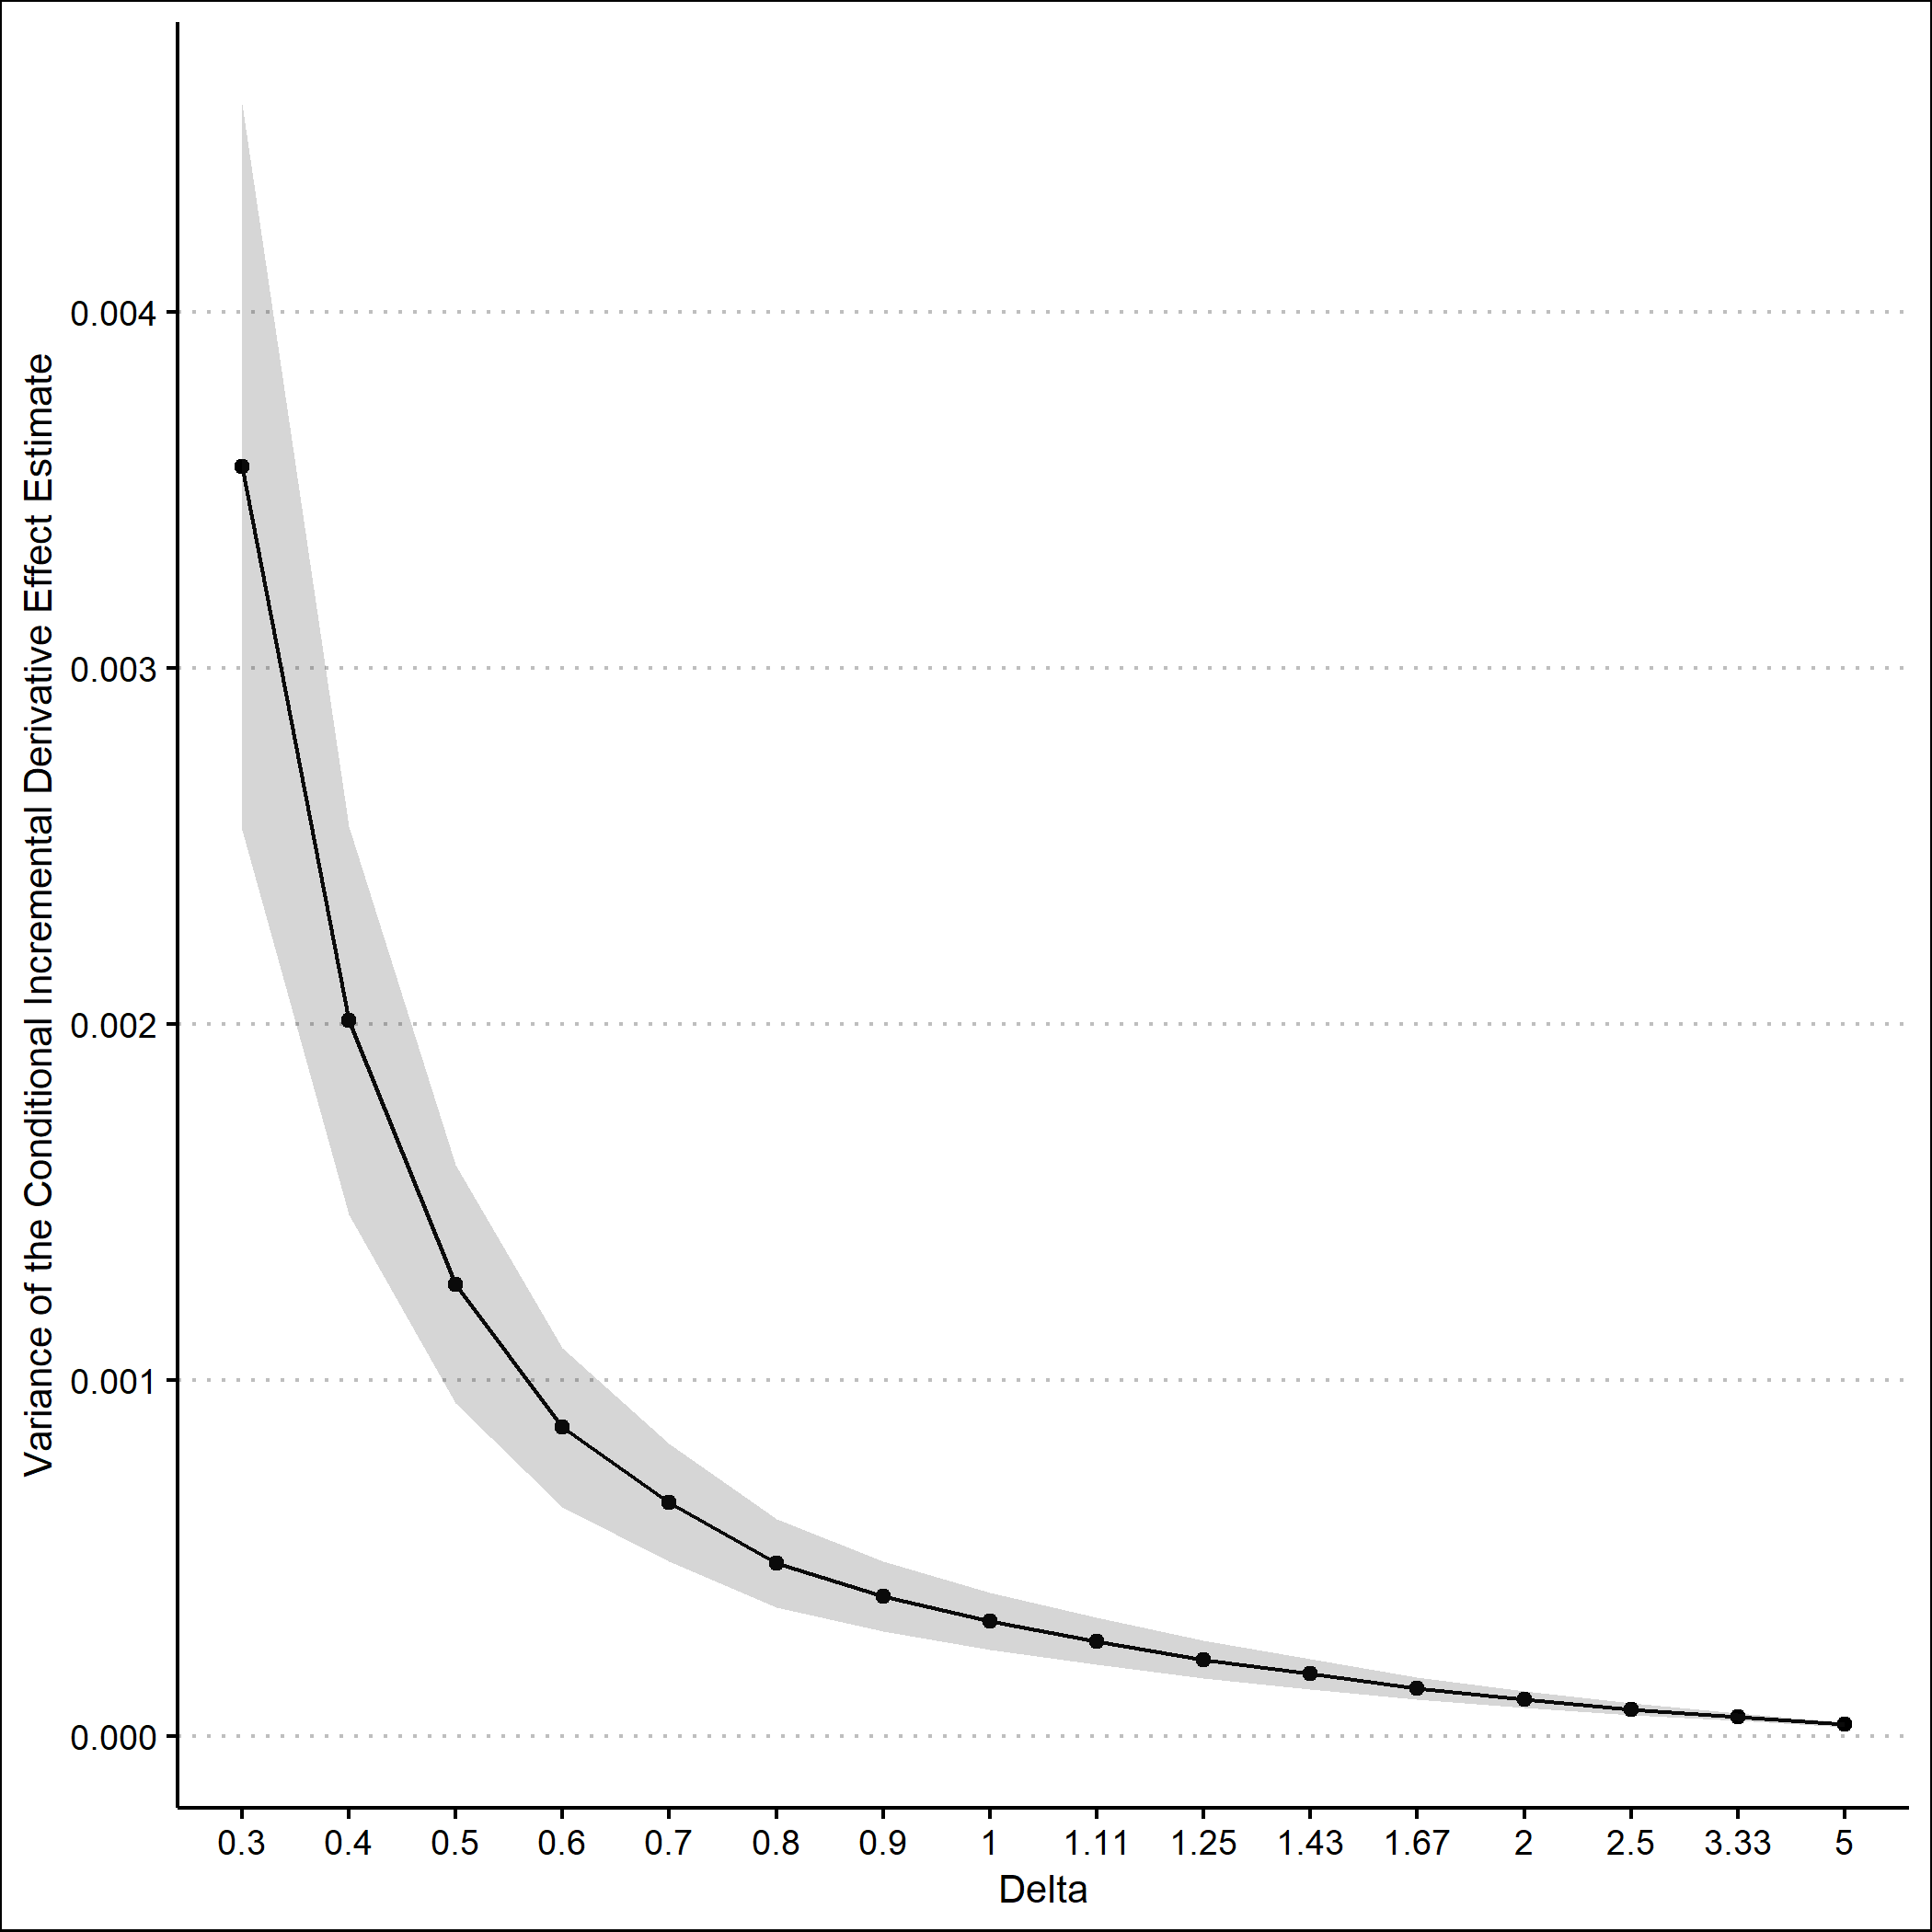 Variance of the Conditional Incremental Derivative Effect Estimate
0.004
0.003
0.002
0.001
0.000
0.3 0.4 0.5 0.6 0.7 0.8 0.9 1 1.11 1.25 1.43 1.67 2 2.5 3.33 5
Delta